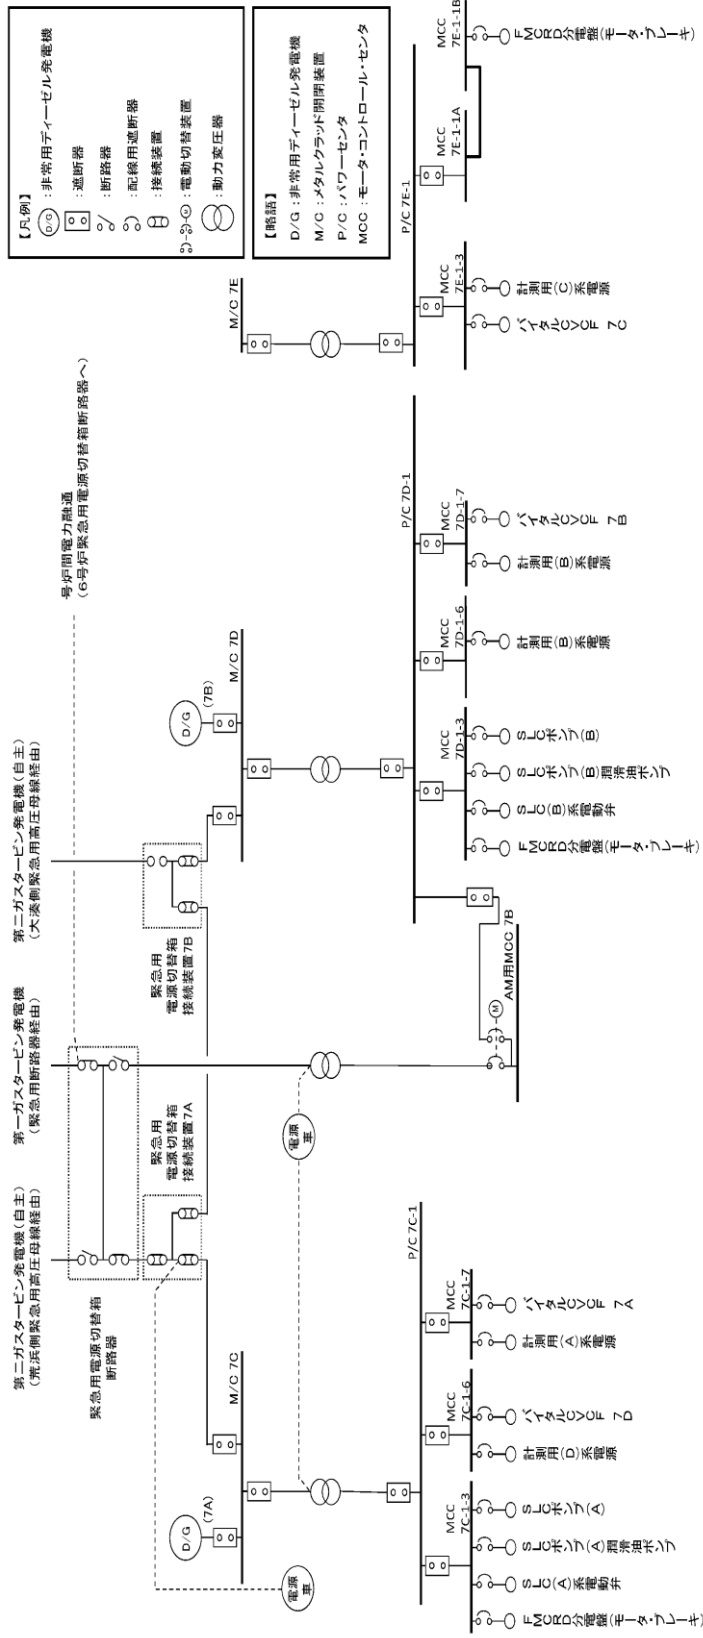 第二ガスタービン発電機(自主)
(荒浜側緊急用高圧母線経由)
第一ガスタービン発電機
(緊急用断路器経由)
第二ガスタービン発電機(自主)
(大湊側緊急用高圧母線経由)
号炉間電力融通
(6号炉緊急用電源切替箱断路器へ)
緊急用電源切替箱
断路器
緊急用
電源切替箱
接続装置7A
緊急用
電源切替箱
接続装置7B
【凡例】
D/G
:非常用ディーゼル発電機
:遮断器
:断路器
:配線用遮断器
:接続装置
M
:電動切替装置
:動力変圧器
【略語】
D/G :非常用ディーゼル発電機
M/C :メタルクラッド開閉装置
P/C :パワーセンタ
MCC :モータ・コントロール・センタ
電源
車
D/G
(7A)
M/C 7C
電源
車
D/G
(7B)
M/C 7D
M/C 7E
P/C 7C-1
MCC
7C-1-3
MCC
7C-1-6
MCC
7C-1-7
M
AM用MCC 7B
P/C 7D-1
MCC
7D-1-3
MCC
7D-1-6
MCC
7D-1-7
P/C 7E-1
MCC
7E-1-3
MCC
7E-1-1A
MCC
7E-1-1B
FMCRD分電盤(モータ・ブレーキ)
SLC(A)系電動弁
SLCポンプ(A)潤滑油ポンプ
SLCポンプ(A)
計測用(D)系電源
バイタルCVCF 7D
計測用(A)系電源
バイタルCVCF 7A
FMCRD分電盤(モータ・ブレーキ)
SLC(B)系電動弁
SLCポンプ(B)潤滑油ポンプ
SLCポンプ(B)
計測用(B)系電源
計測用(B)系電源
バイタルCVCF 7B
バイタルCVCF 7C
計測用(C)系電源
FMCRD分電盤(モータ・ブレーキ)